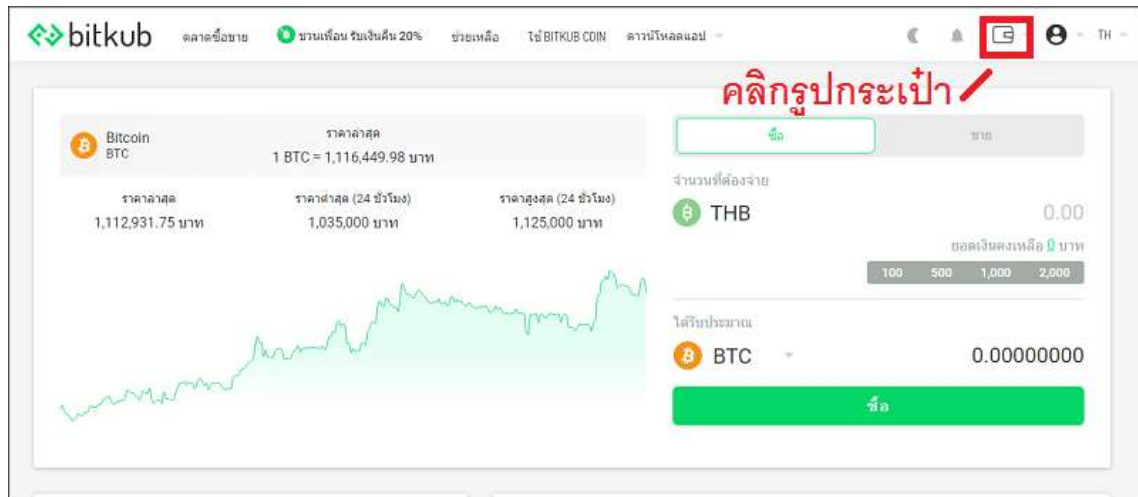 bitkub ตลาดซื้อขาย ชวนเพื่อน รับเงินคืน 20% ช่วยเหลือ ใช้ BITKUB COIN ดาวน์โหลดแอป TH
คลิกรูปกระเป๋า
Bitcoin
BTC
ราคาล่าสุด
1 BTC = 1,116,449.98 บาท
ราคาล่าสุด ราคาต่ำสุด (24 ชั่วโมง) ราคาสูงสุด (24 ชั่วโมง)
1,112,931.75 บาท 1,035,000 บาท 1,125,000 บาท
ซื้อ ขาย
จำนวนที่ต้องจ่าย
THB 0.00
ยอดเงินคงเหลือ 0 บาท
100 500 1,000 2,000
ได้รับประมาณ
BTC 0.00000000
ซื้อ